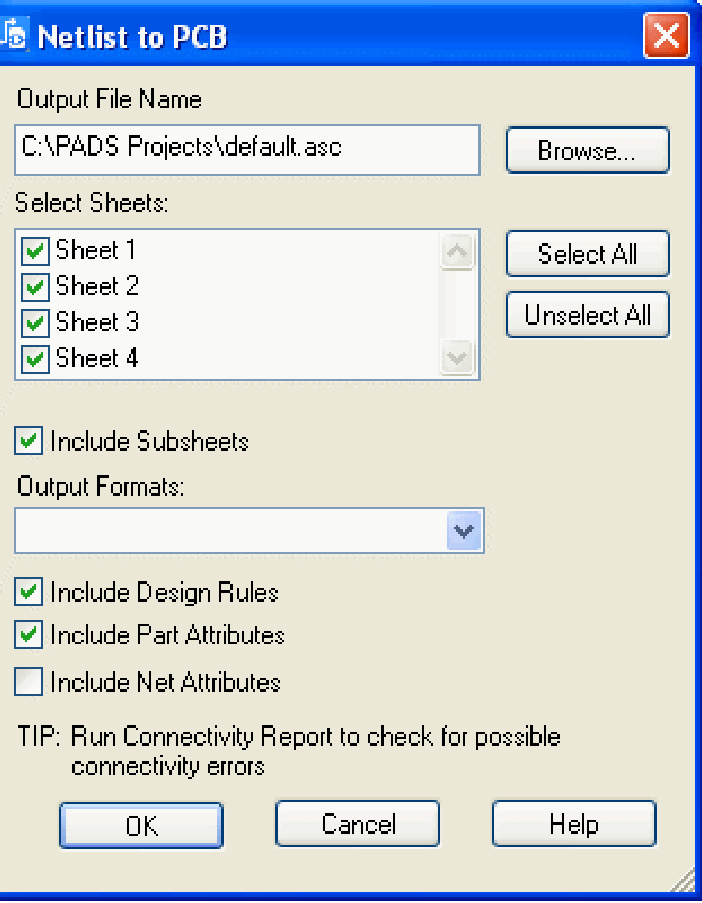 Netlist to PCB
Output File Name
C:\PADS Projects\default.asc
Browse...
Select Sheets:
Sheet 1
Sheet 2
Sheet 3
Sheet 4
Select All
Unselect All
Include Subsheets
Output Formats:
Include Design Rules
Include Part Attributes
Include Net Attributes
TIP: Run Connectivity Report to check for possible
connectivity errors
OK
Cancel
Help